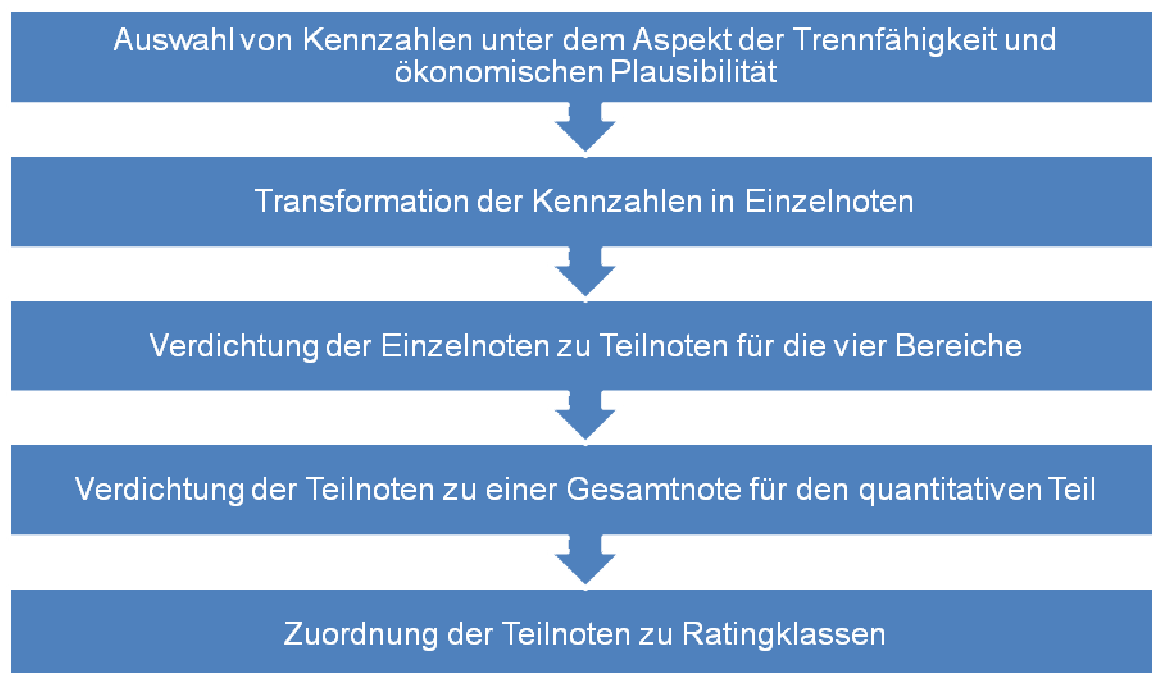 Auswahl von Kennzahlen unter dem Aspekt der Trennfähigkeit und
ökonomischen Plausibilität
Transformation der Kennzahlen in Einzelnoten
Verdichtung der Einzelnoten zu Teilnoten für die vier Bereiche
Verdichtung der Teilnoten zu einer Gesamtnote für den quantitativen Teil
Zuordnung der Teilnoten zu Ratingklassen